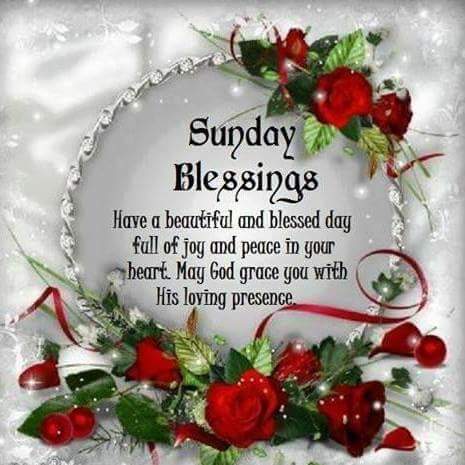 Sunday
Blessings
Have a beautiful and blessed day
full of joy and peace in your
heart. May God grace you with
His loving presence.